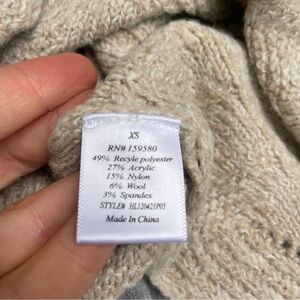 XS
RN# 159580
49% Recyle polyester
27% Acrylic
15% Nylon
6% Wool
3% Spandex
STYLE# HL120421P05
Made In China